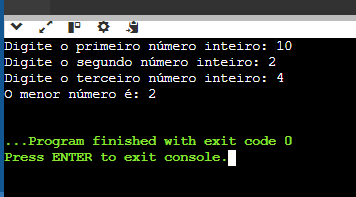 Digite o primeiro número inteiro: 10
Digite o segundo número inteiro: 2
Digite o terceiro número inteiro: 4
O menor número é: 2
...Program finished with exit code 0
Press ENTER to exit console.